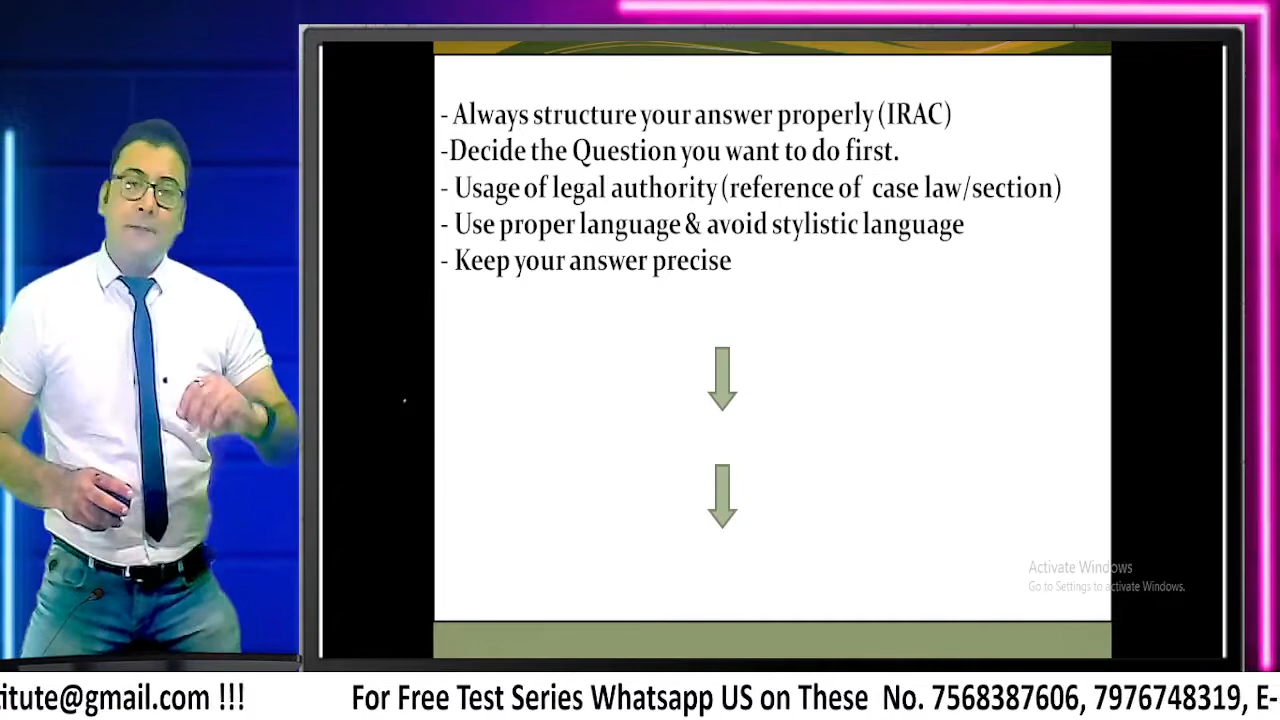 - Always structure your answer properly (IRAC)
-Decide the Question you want to do first.
- Usage of legal authority (reference of case law/section)
- Use proper language & avoid stylistic language
- Keep your answer precise
Activate Windows
Go to Settings to activate Windows.
titute@gmail.com !!! For Free Test Series Whatsapp US on These No. 7568387606, 7976748319, E-